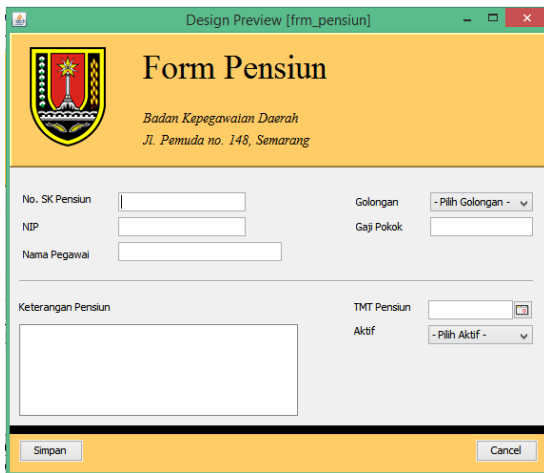 Design Preview [frm_pensiun]
Form Pensiun
Badan Kepegawaian Daerah
Jl. Pemuda no. 148, Semarang
No. SK Pensiun
Golongan
- Pilih Golongan -
NIP
Gaji Pokok
Nama Pegawai
Keterangan Pensiun
TMT Pensiun
Aktif
- Pilih Aktif -
Simpan
Cancel